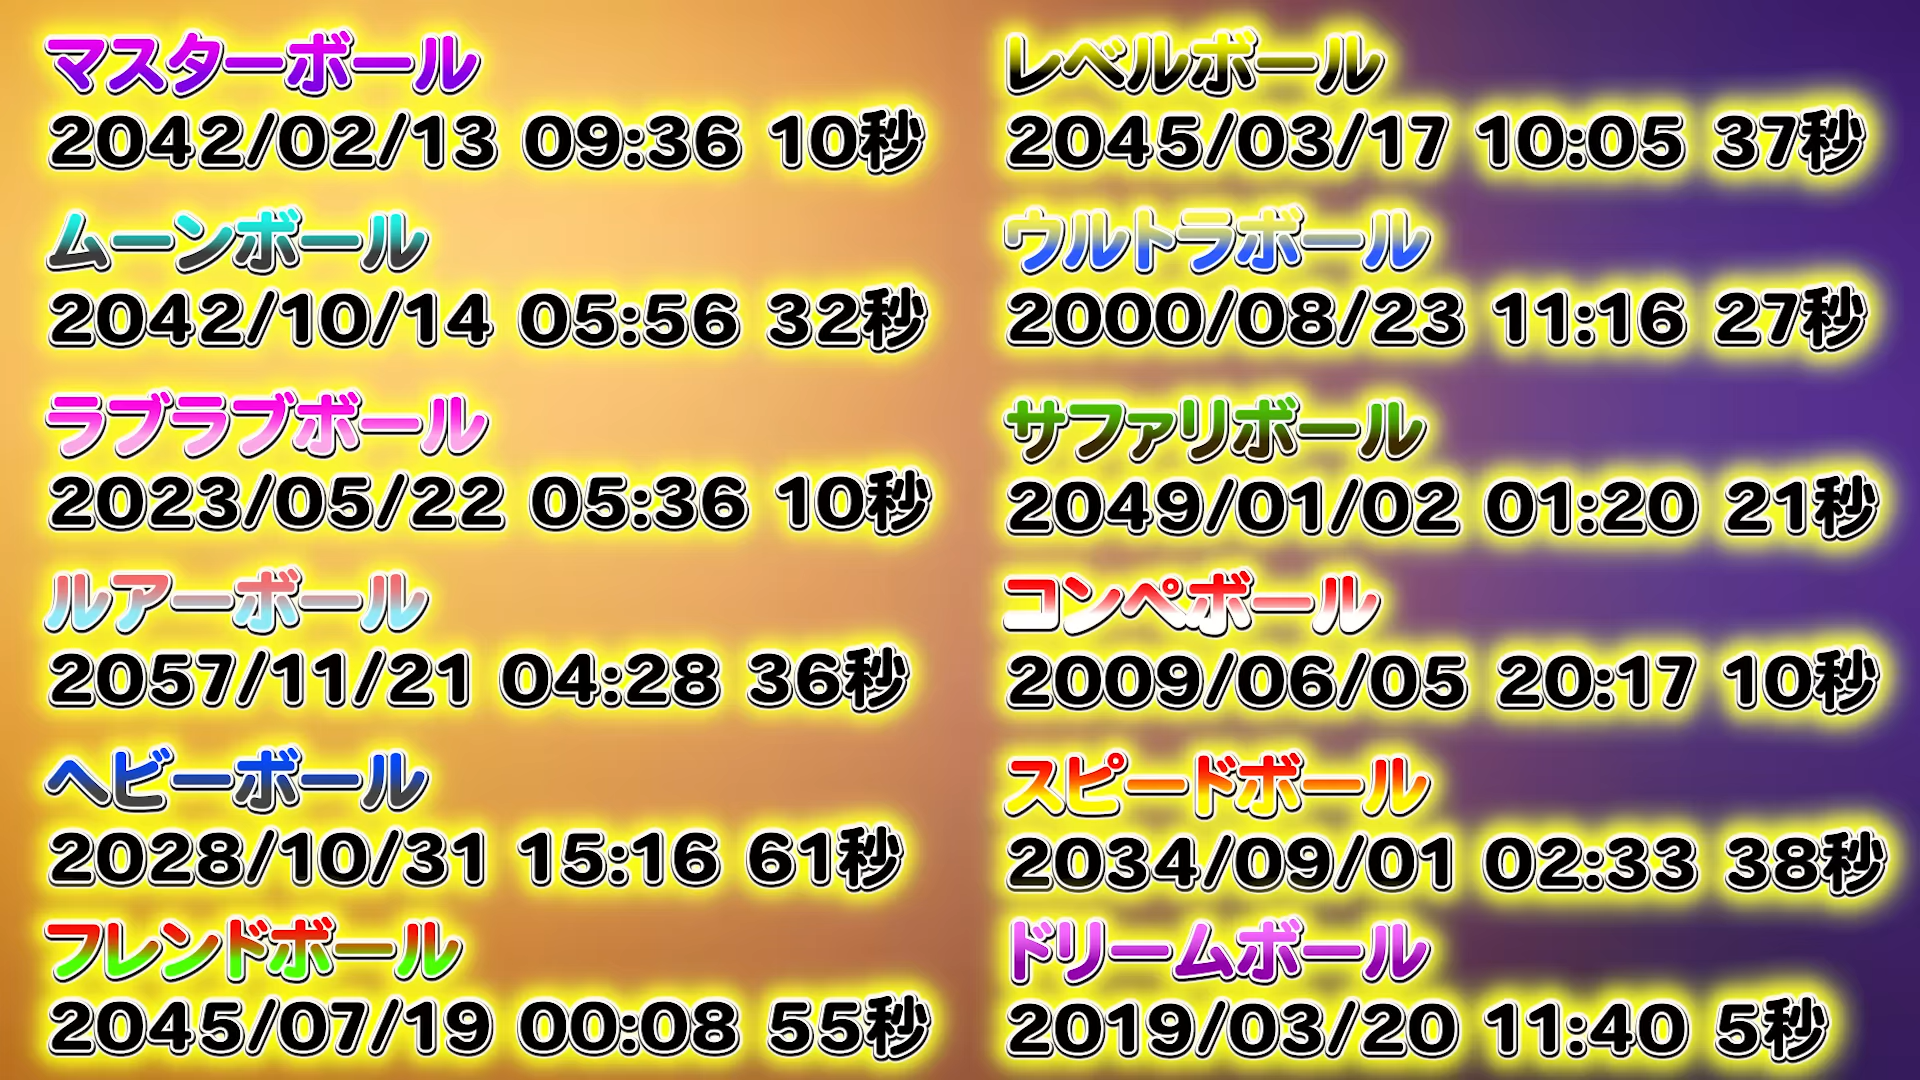 マスターボール
2042/02/13 09:36 10秒
ムーンボール
2042/10/14 05:56 32秒
ラブラブボール
2023/05/22 05:36 10秒
ルアーボール
2057/11/21 04:28 36秒
ヘビーボール
2028/10/31 15:16 61秒
フレンドボール
2045/07/19 00:08 55秒
レベルボール
2045/03/17 10:05 37秒
ウルトラボール
2000/08/23 11:16 27秒
サファリボール
2049/01/02 01:20 21秒
コンペボール
2009/06/05 20:17 10秒
スピードボール
2034/09/01 02:33 38秒
ドリームボール
2019/03/20 11:40 5秒